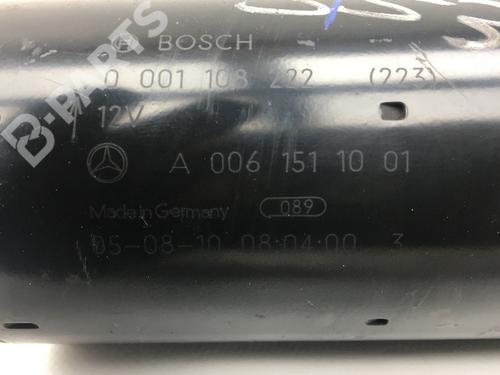 BOSCH
0 001 108 222 (223)
12V
A 006 151 10 01
Made in Germany 089
05-08-10 08:04:00 3
B-PARTS